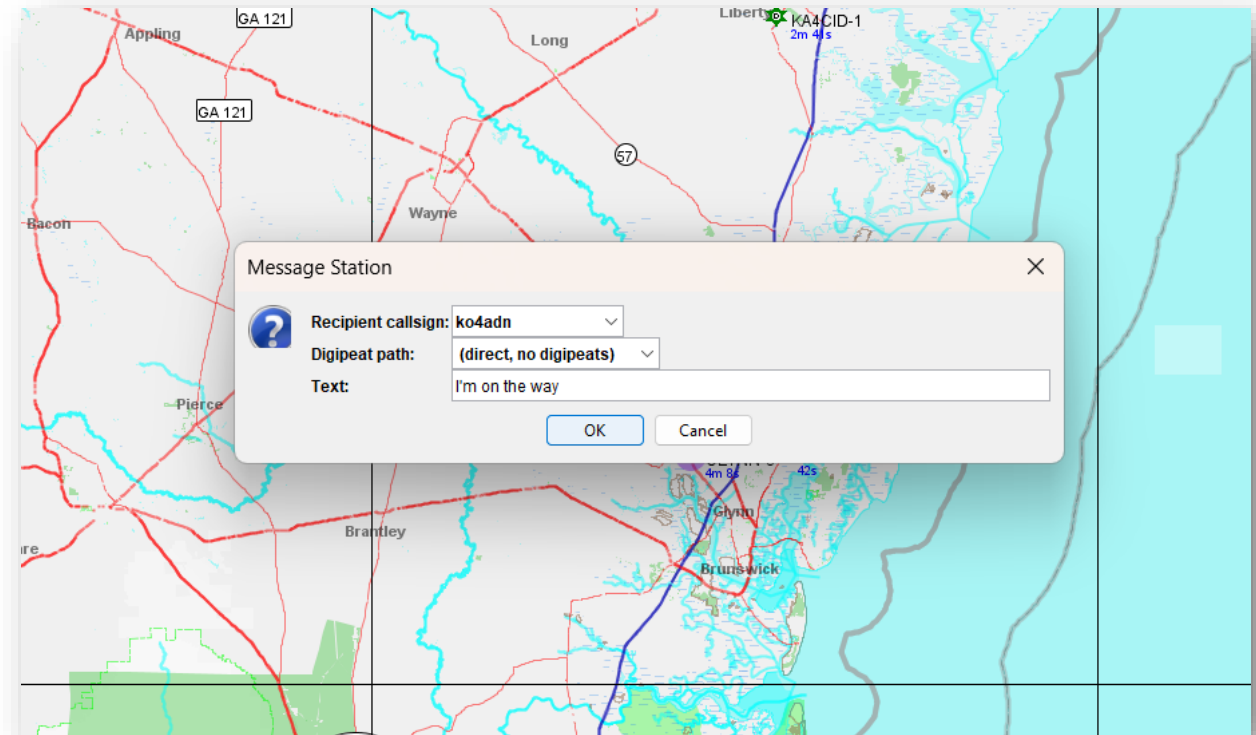 GA 121
Liberty
KA4CID-1
2m 41s
Appling
Long
GA 121
57
Wayne
Bacon
Message Station
Recipient callsign: ko4adn
Digipeat path: (direct, no digipeats)
Text: I'm on the way
OK Cancel
Pierce
4m 8s 42s
Glynn
Brantley
Brunswick